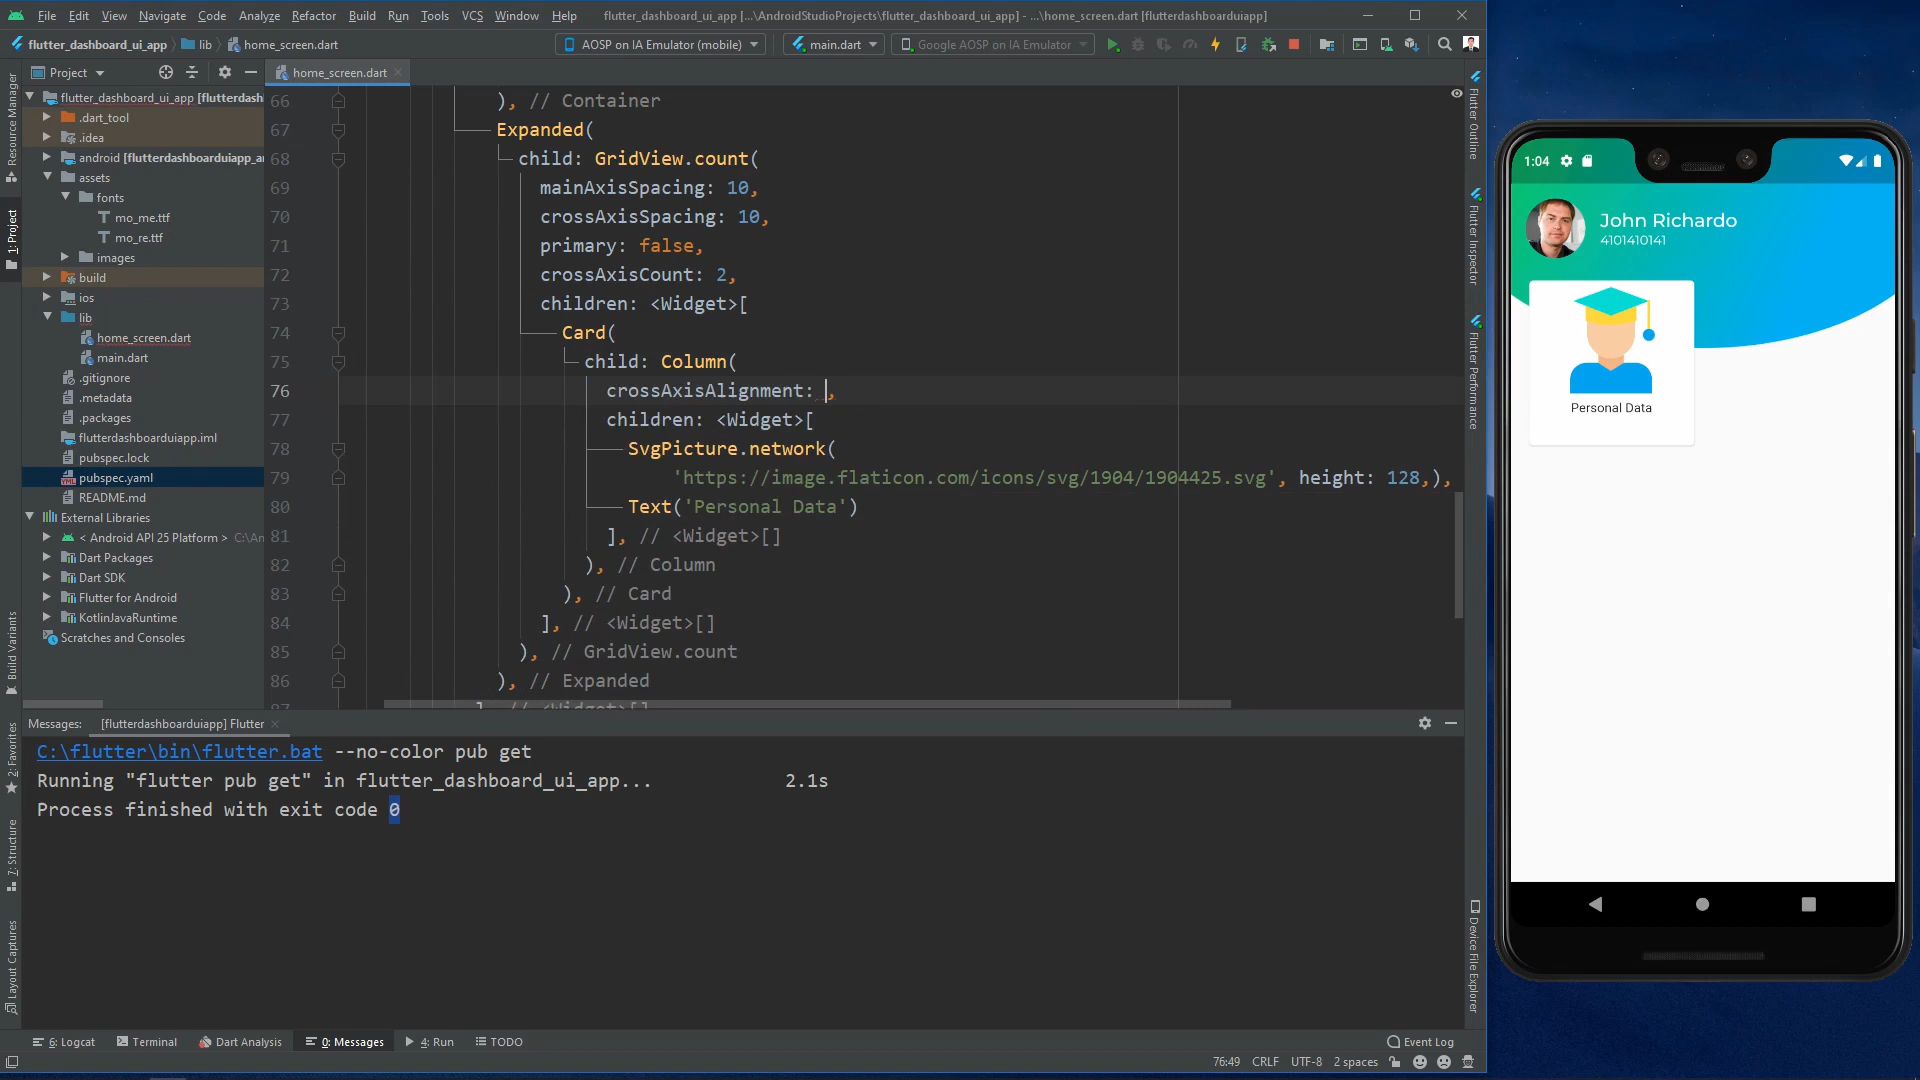 File Edit View Navigate Code Analyze Refactor Build Run Tools VCS Window Help flutter_dashboard_ui_app [...\AndroidStudioProjects\flutter_dashboard_ui_app] - ...\home_screen.dart [flutterdashboarduiapp]
flutter_dashboard_ui_app lib home_screen.dart AOSP on IA Emulator (mobile) main.dart Google AOSP on IA Emulator
Project home_screen.dart
flutter_dashboard_ui_app [flutterdash
.dart_tool
.idea
android [flutterdashboarduiapp_a
assets
fonts
mo_me.ttf
mo_re.ttf
images
build
ios
lib
home_screen.dart
main.dart
.gitignore
.metadata
.packages
flutterdashboarduiapp.iml
pubspec.lock
pubspec.yaml
README.md
External Libraries
< Android API 25 Platform > C:\An
Dart Packages
Dart SDK
Flutter for Android
KotlinJavaRuntime
Scratches and Consoles
Resource Manager
1: Project
Build Variants
2: Favorites
7: Structure
Layout Captures
66 ), // Container
67 Expanded(
68 child: GridView.count(
69 mainAxisSpacing: 10,
70 crossAxisSpacing: 10,
71 primary: false,
72 crossAxisCount: 2,
73 children: <Widget>[
74 Card(
75 child: Column(
76 crossAxisAlignment: ,
77 children: <Widget>[
78 SvgPicture.network(
79 'https://image.flaticon.com/icons/svg/1904/1904425.svg', height: 128,),
80 Text('Personal Data')
81 ], // <Widget>[]
82 ), // Column
83 ), // Card
84 ], // <Widget>[]
85 ), // GridView.count
86 ), // Expanded
87 ], // <Widget>[]
Flutter Outline
Flutter Inspector
Flutter Performance
Device File Explorer
Messages: [flutterdashboarduiapp] Flutter
C:\flutter\bin\flutter.bat --no-color pub get
Running "flutter pub get" in flutter_dashboard_ui_app... 2.1s
Process finished with exit code 0
6: Logcat Terminal Dart Analysis 0: Messages 4: Run TODO Event Log
76:49 CRLF UTF-8 2 spaces
1:04
John Richardo
4101410141
Personal Data